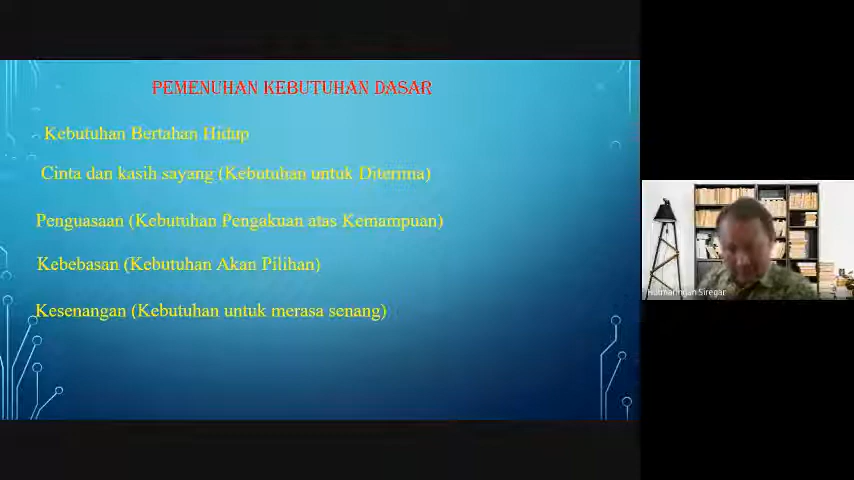 PEMENUHAN KEBUTUHAN DASAR
Kebutuhan Bertahan Hidup
Cinta dan kasih sayang (Kebutuhan untuk Diterima)
Penguasaan (Kebutuhan Pengakuan atas Kemampuan)
Kebebasan (Kebutuhan Akan Pilihan)
Kesenangan (Kebutuhan untuk merasa senang)
Siregar